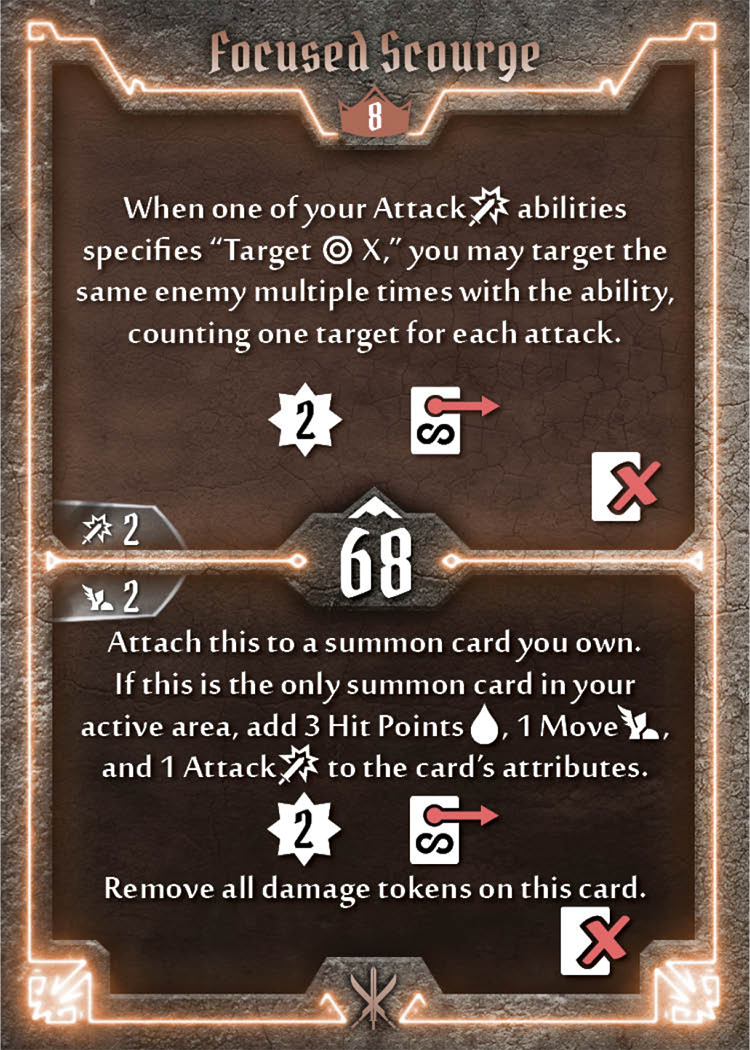 Focused Scourge
8
When one of your Attack abilities
specifies “Target X,” you may target the
same enemy multiple times with the ability,
counting one target for each attack.
2
2
68
2
Attach this to a summon card you own.
If this is the only summon card in your
active area, add 3 Hit Points , 1 Move ,
and 1 Attack to the card’s attributes.
2
Remove all damage tokens on this card.